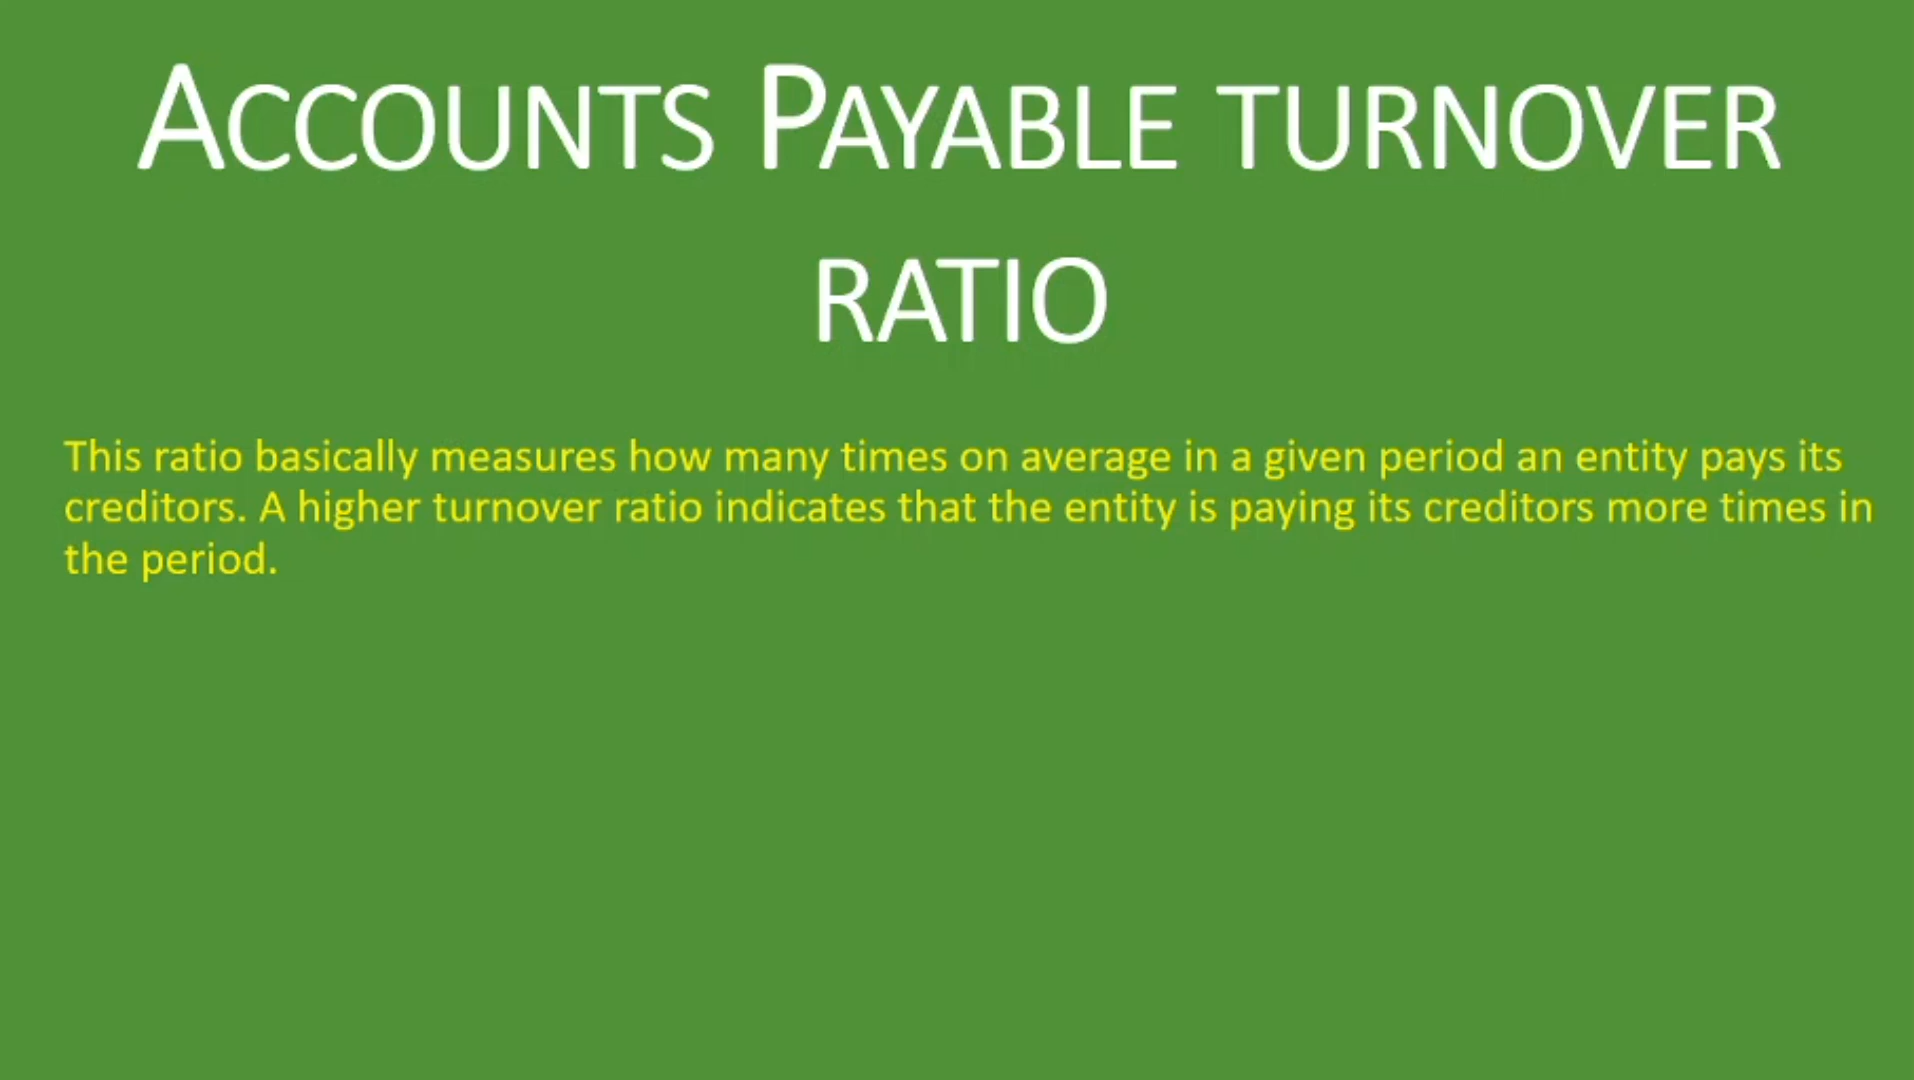 ACCOUNTS PAYABLE TURNOVER
RATIO
This ratio basically measures how many times on average in a given period an entity pays its
creditors. A higher turnover ratio indicates that the entity is paying its creditors more times in
the period.